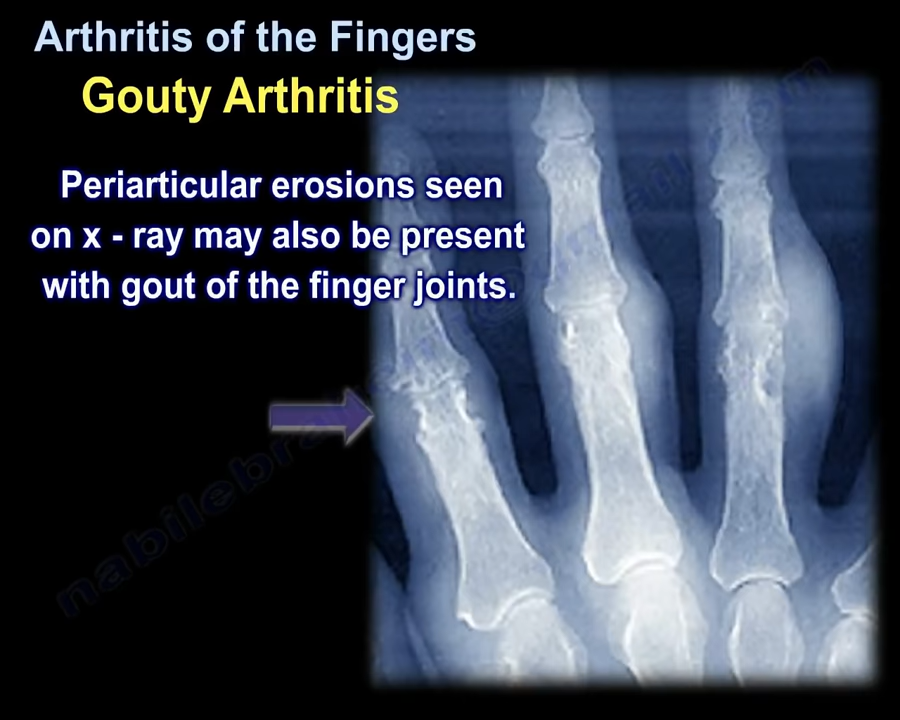 Arthritis of the Fingers
Gouty Arthritis
Periarticular erosions seen
on x - ray may also be present
with gout of the finger joints.